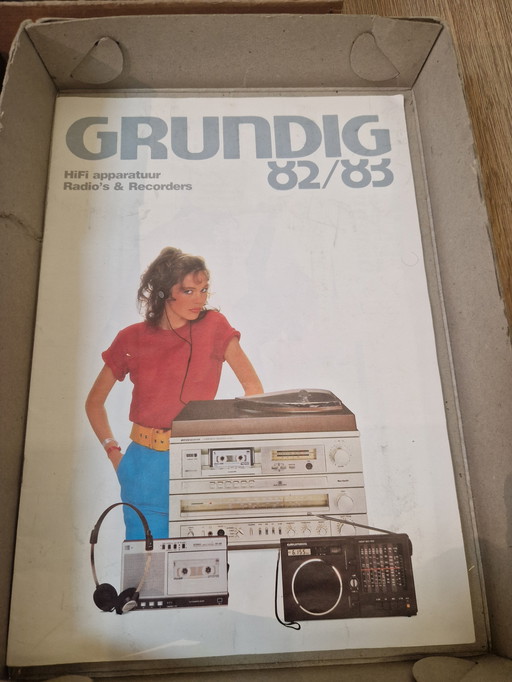 GRUNDIG
82/83
HiFi apparatuur
Radio's & Recorders